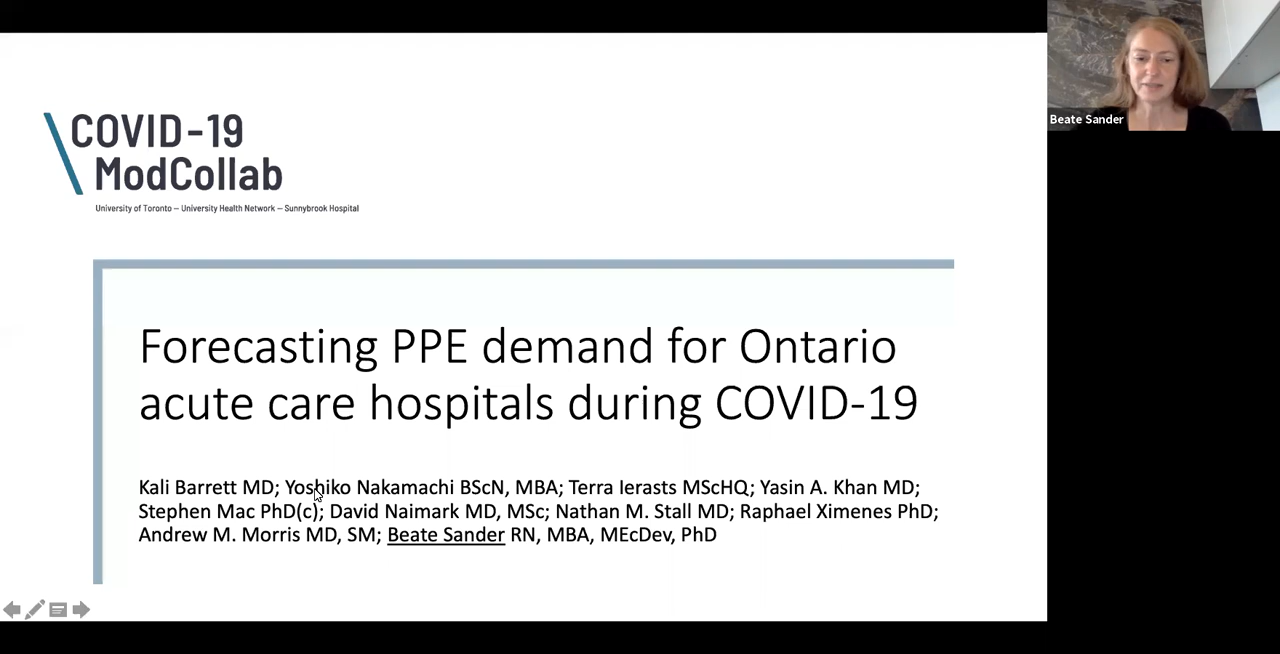 COVID-19
ModCollab
University of Toronto – University Health Network – Sunnybrook Hospital
Forecasting PPE demand for Ontario
acute care hospitals during COVID-19
Kali Barrett MD; Yoshiko Nakamachi BScN, MBA; Terra Ierasts MScHQ; Yasin A. Khan MD;
Stephen Mac PhD(c); David Naimark MD, MSc; Nathan M. Stall MD; Raphael Ximenes PhD;
Andrew M. Morris MD, SM; Beate Sander RN, MBA, MEcDev, PhD
Beate Sander